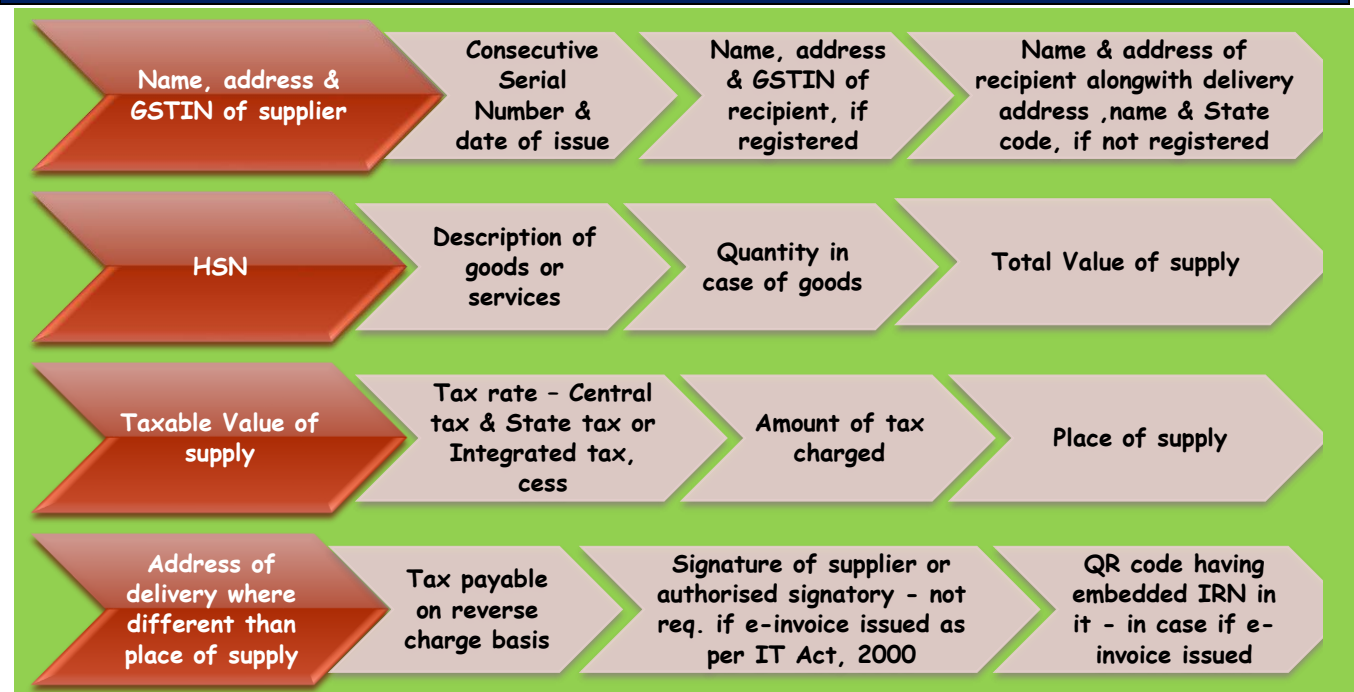 Name, address &
GSTIN of supplier
Consecutive
Serial
Number &
date of issue
Name, address
& GSTIN of
recipient, if
registered
Name & address of
recipient alongwith delivery
address ,name & State
code, if not registered
HSN
Description of
goods or
services
Quantity in
case of goods
Total Value of supply
Taxable Value of
supply
Tax rate – Central
tax & State tax or
Integrated tax,
cess
Amount of tax
charged
Place of supply
Address of
delivery where
different than
place of supply
Tax payable
on reverse
charge basis
Signature of supplier or
authorised signatory - not
req. if e-invoice issued as
per IT Act, 2000
QR code having
embedded IRN in
it - in case if e-
invoice issued